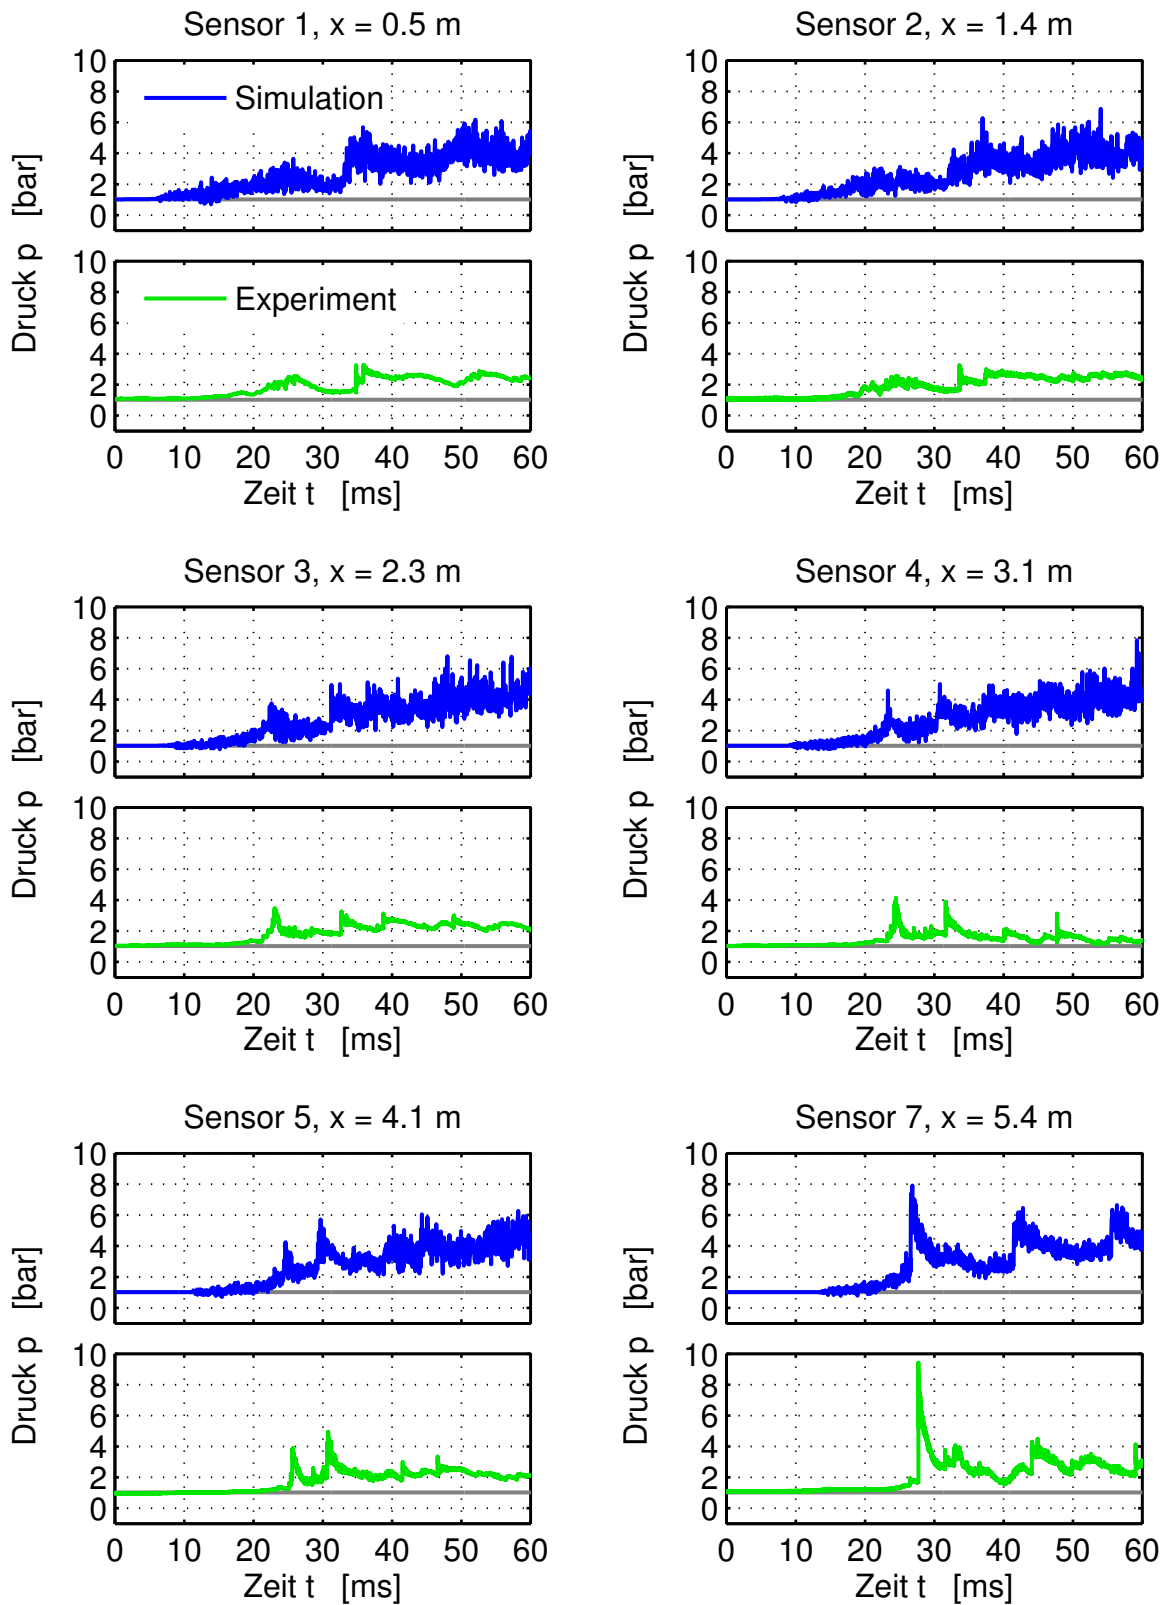 Sensor 1, x = 0.5 m
10
8
6
4
2
0
Simulation
10
8
6
4
2
0
Experiment
Druck p [bar]
0 10 20 30 40 50 60
Zeit t [ms]
Sensor 2, x = 1.4 m
10
8
6
4
2
0
10
8
6
4
2
0
Druck p [bar]
0 10 20 30 40 50 60
Zeit t [ms]
Sensor 3, x = 2.3 m
10
8
6
4
2
0
10
8
6
4
2
0
Druck p [bar]
0 10 20 30 40 50 60
Zeit t [ms]
Sensor 4, x = 3.1 m
10
8
6
4
2
0
10
8
6
4
2
0
Druck p [bar]
0 10 20 30 40 50 60
Zeit t [ms]
Sensor 5, x = 4.1 m
10
8
6
4
2
0
10
8
6
4
2
0
Druck p [bar]
0 10 20 30 40 50 60
Zeit t [ms]
Sensor 7, x = 5.4 m
10
8
6
4
2
0
10
8
6
4
2
0
Druck p [bar]
0 10 20 30 40 50 60
Zeit t [ms]